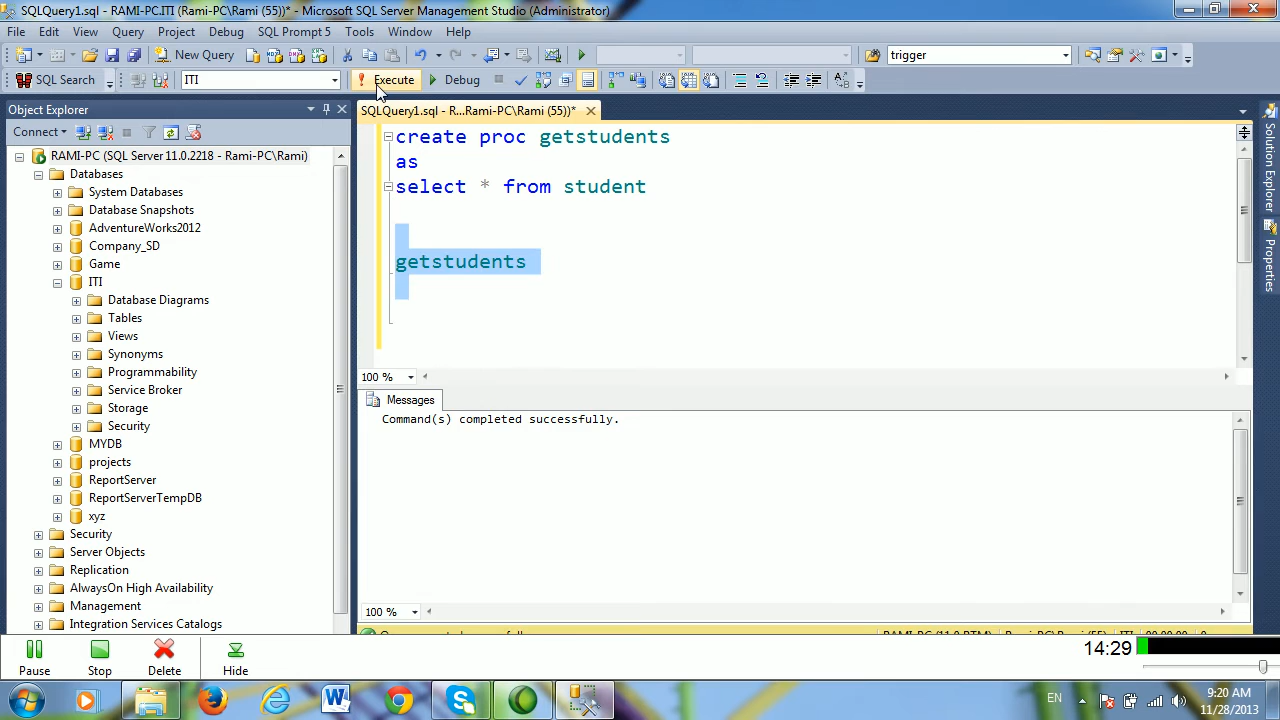 SQLQuery1.sql - RAMI-PC.ITI (Rami-PC\Rami (55))* - Microsoft SQL Server Management Studio (Administrator)
File Edit View Query Project Debug SQL Prompt 5 Tools Window Help
New Query trigger
SQL Search ITI Execute Debug
Object Explorer
SQLQuery1.sql - R...Rami-PC\Rami (55))*
Connect
RAMI-PC (SQL Server 11.0.2218 - Rami-PC\Rami)
Databases
System Databases
Database Snapshots
AdventureWorks2012
Company_SD
Game
ITI
Database Diagrams
Tables
Views
Synonyms
Programmability
Service Broker
Storage
Security
MYDB
projects
ReportServer
ReportServerTempDB
xyz
Security
Server Objects
Replication
AlwaysOn High Availability
Management
Integration Services Catalogs
create proc getstudents
as
select * from student
getstudents
100 %
Messages
Command(s) completed successfully.
100 %
Solution Explorer
Properties
Pause Stop Delete Hide
14:29
EN
9:20 AM
11/28/2013